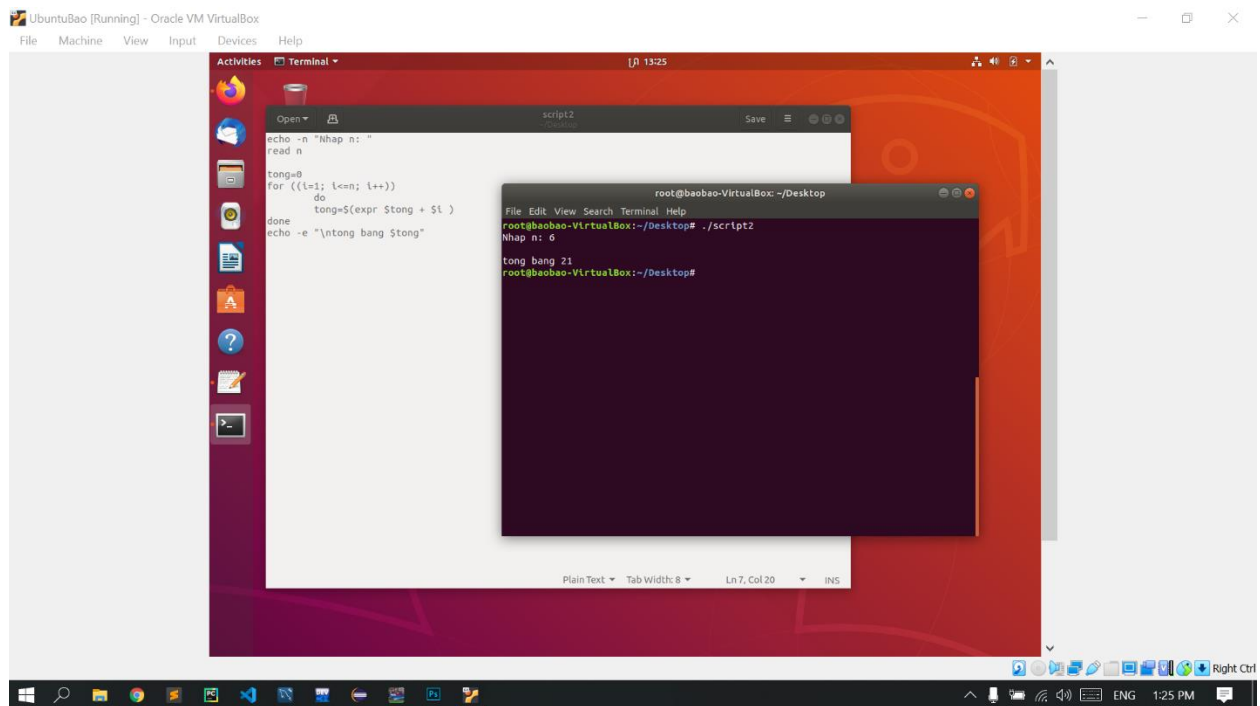 UbuntuBao [Running] - Oracle VM VirtualBox
File Machine View Input Devices Help
Activities Terminal 13:25
Open script2 Save
~/Desktop
echo -n "Nhap n: "
read n
tong=0
for ((i=1; i<=n; i++))
do
tong=$(expr $tong + $i )
done
echo -e "\ntong bang $tong"
Plain Text Tab Width: 8 Ln 7, Col 20 INS
root@baobao-VirtualBox: ~/Desktop
File Edit View Search Terminal Help
root@baobao-VirtualBox:~/Desktop# ./script2
Nhap n: 6
tong bang 21
root@baobao-VirtualBox:~/Desktop#
Right Ctrl
ENG 1:25 PM